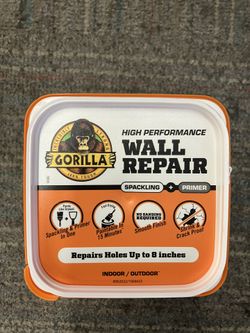 HIGH PERFORMANCE
WALL
REPAIR
GORILLA
SPACKLING + PRIMER
Spackling & Primer
in One
Paintable in
15 Minutes
NO SANDING
REQUIRED
Smooth Finish
Shrink &
Crack Proof
Repairs Holes Up to 8 inches
INDOOR / OUTDOOR